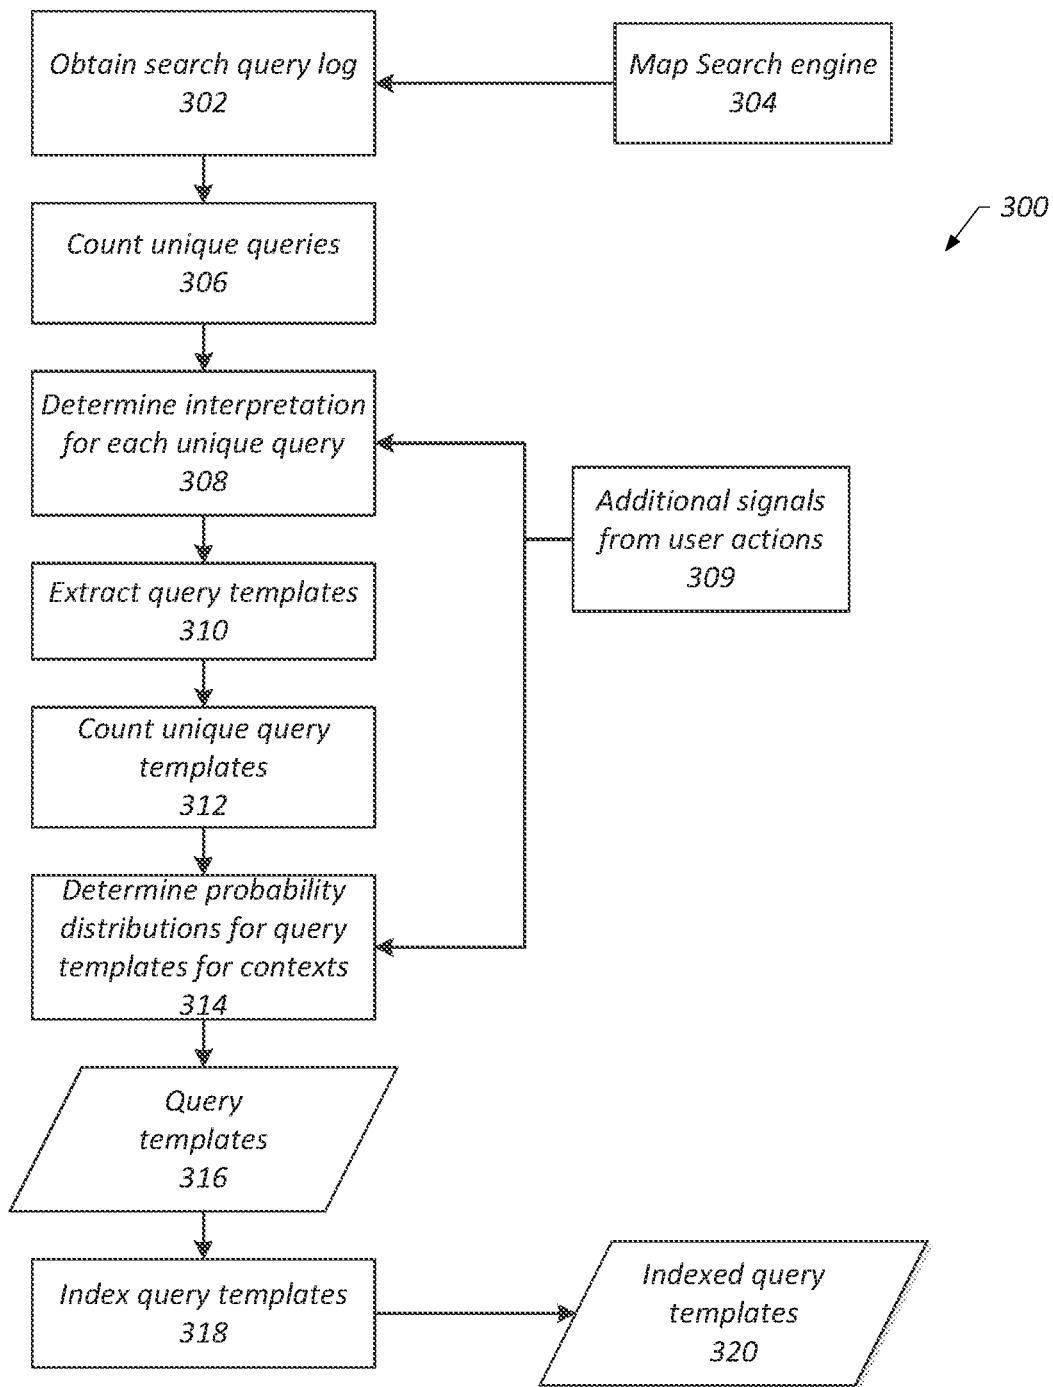 Obtain search query log
302
Map Search engine
304
300
Count unique queries
306
Determine interpretation
for each unique query
308
Additional signals
from user actions
309
Extract query templates
310
Count unique query
templates
312
Determine probability
distributions for query
templates for contexts
314
Query
templates
316
Index query templates
318
Indexed query
templates
320